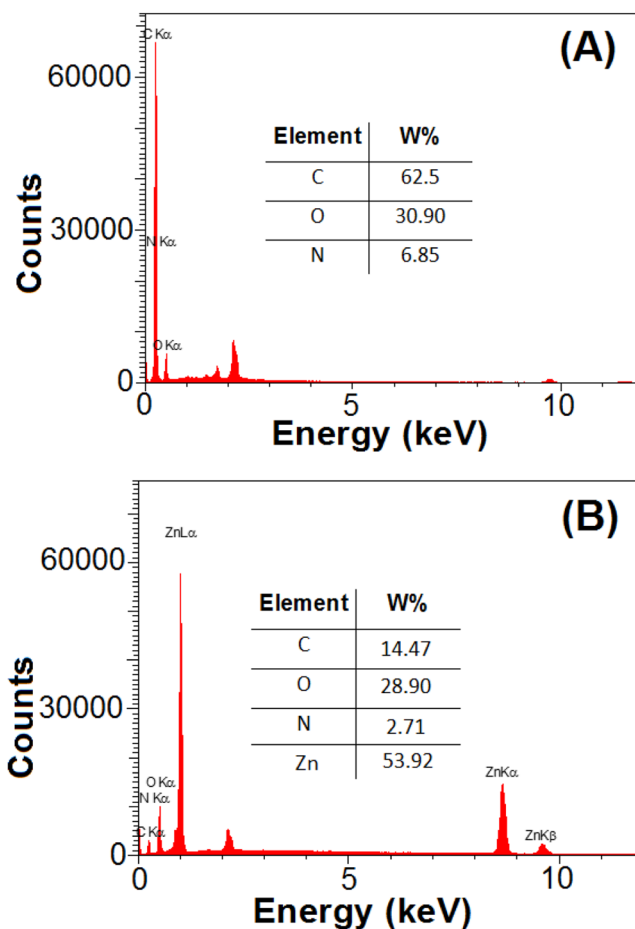 C Kα
(A)
60000
Element W%
C 62.5
O 30.90
N 6.85
30000
N Kα
O Kα
0
Counts
0 5 10
Energy (keV)
(B)
ZnLα
60000
Element W%
C 14.47
O 28.90
N 2.71
Zn 53.92
30000
O Kα
N Kα
C Kα
ZnKα
ZnKβ
0
Counts
0 5 10
Energy (keV)